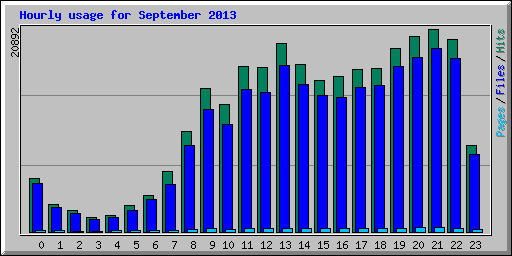 Hourly usage for September 2013
20892
Pages/Files/Hits
0 1 2 3 4 5 6 7 8 9 10 11 12 13 14 15 16 17 18 19 20 21 22 23